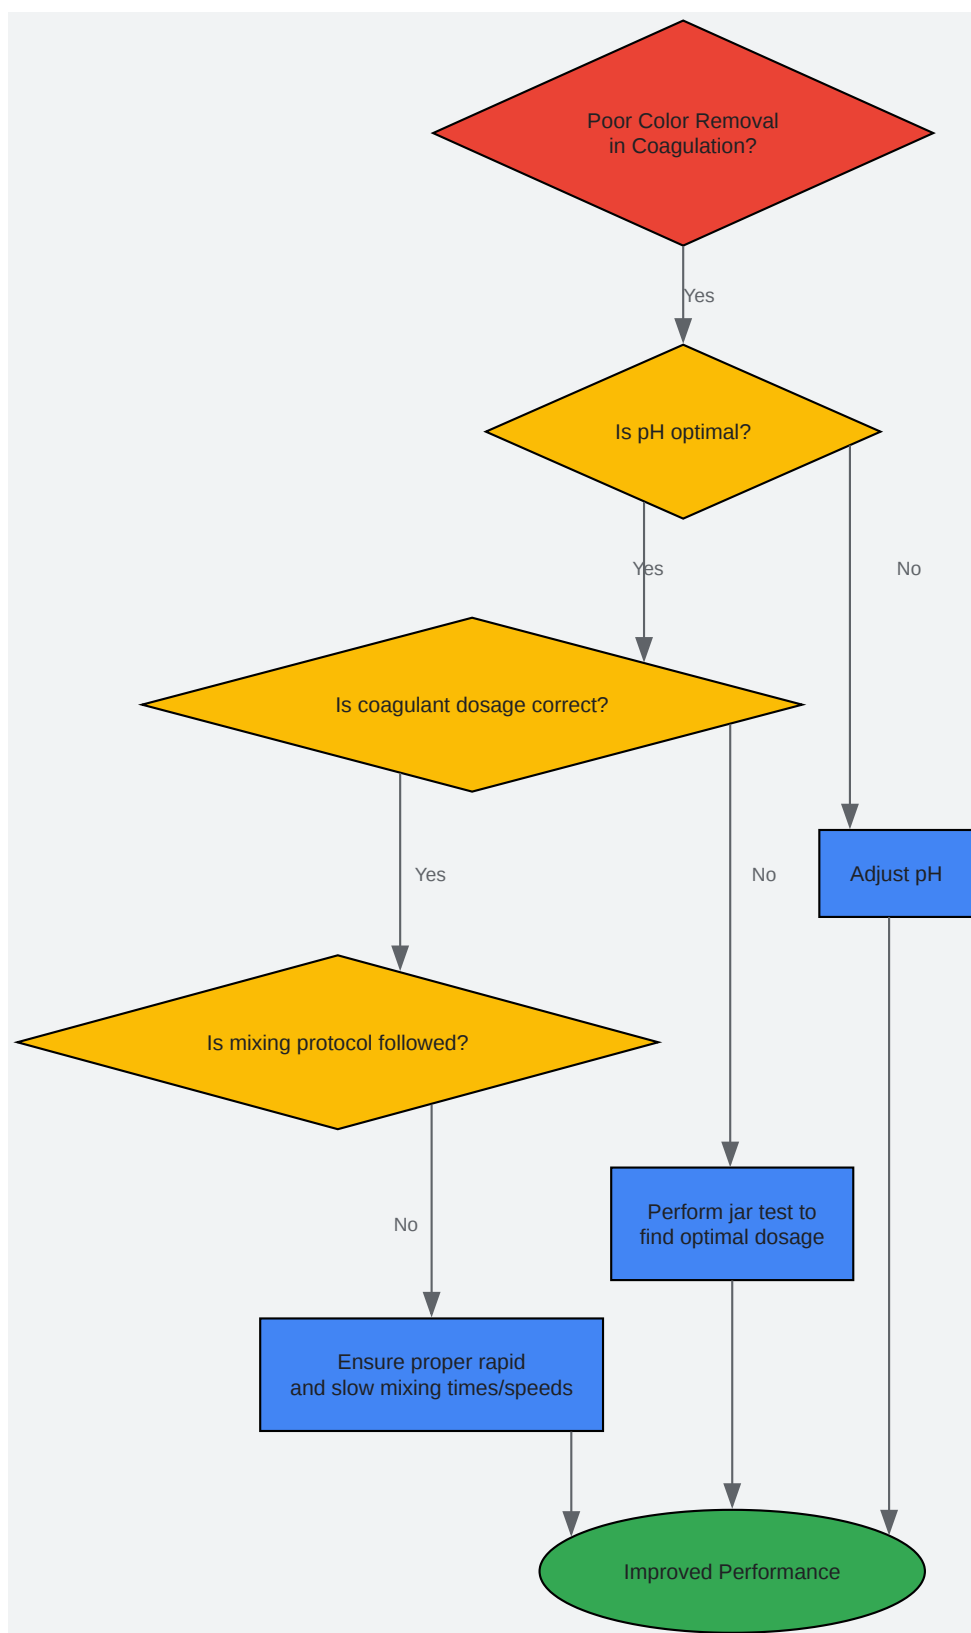 Poor Color Removal
in Coagulation?
Yes
Is pH optimal?
Yes
No
Is coagulant dosage correct?
Yes
No
Adjust pH
Is mixing protocol followed?
No
Perform jar test to
find optimal dosage
Ensure proper rapid
and slow mixing times/speeds
Improved Performance